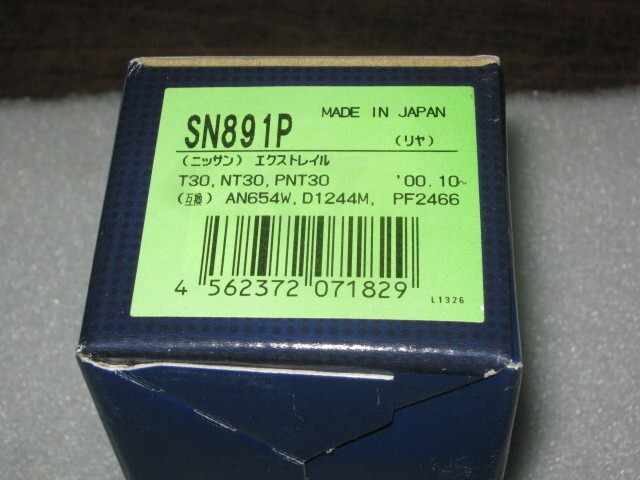 SN891P MADE IN JAPAN
(リヤ)
(ニッサン) エクストレイル
T30, NT30, PNT30 '00.10~
(互換) AN654W, D1244M, PF2466
4 562372 071829
L1326